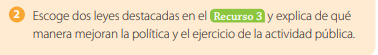 2 Escoge dos leyes destacadas en el Recurso 3 y explica de qué
manera mejoran la política y el ejercicio de la actividad pública.